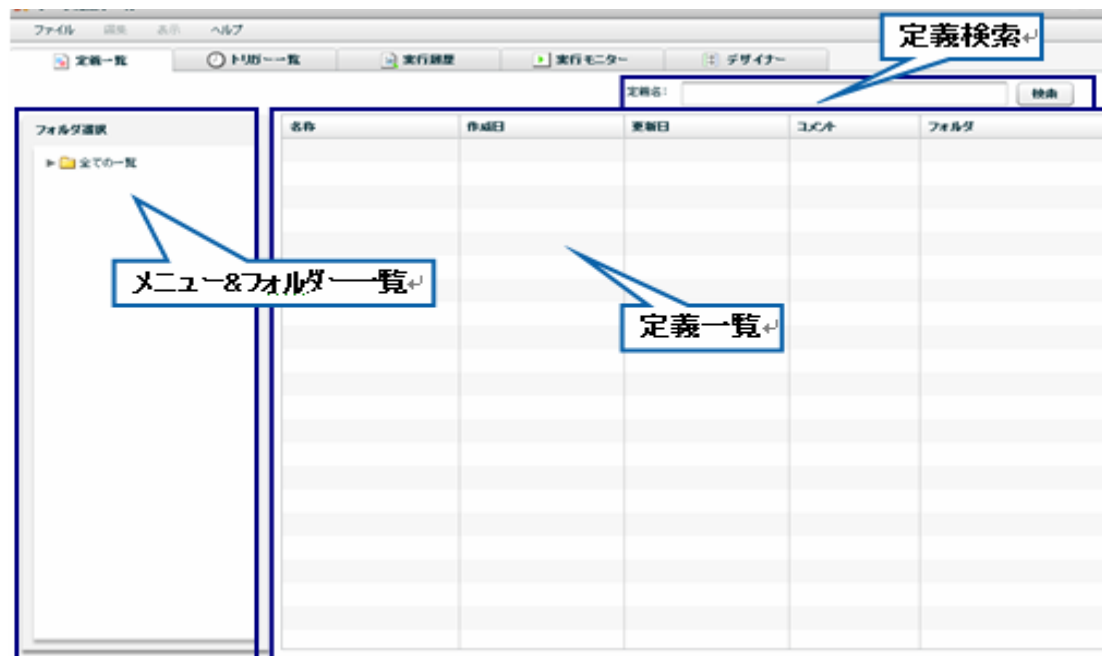 ファイル 編集 表示 ヘルプ
定義検索↵
定義一覧 トリガー一覧 実行履歴 実行モニター デザイナー
定義名: 検索
フォルダ選択 名称 作成日 更新日 コメント フォルダ
全ての一覧
メニュー&フォルダー一覧↵
定義一覧↵